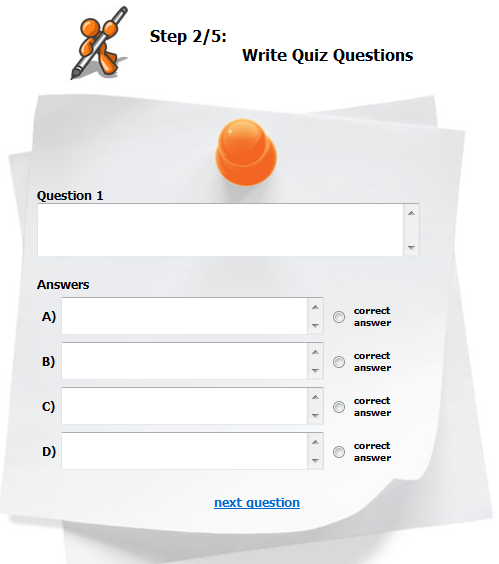 Step 2/5:
Write Quiz Questions
Question 1
Answers
A)
correct
answer
B)
correct
answer
C)
correct
answer
D)
correct
answer
next question